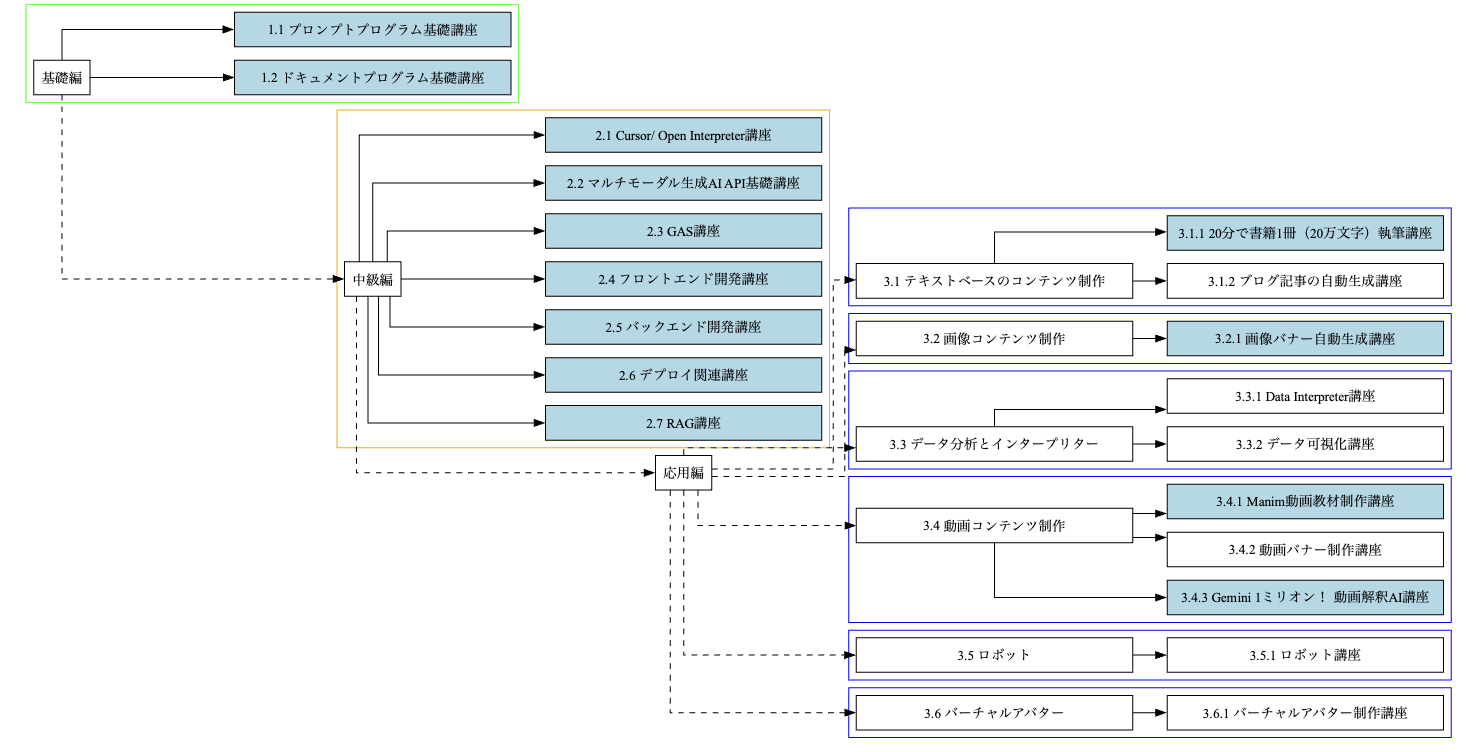 1.1 プロンプトプログラム基礎講座
基礎編
1.2 ドキュメントプログラム基礎講座
2.1 Cursor/ Open Interpreter講座
2.2 マルチモーダル生成AI API基礎講座
2.3 GAS講座
中級編
2.4 フロントエンド開発講座
2.5 バックエンド開発講座
2.6 デプロイ関連講座
2.7 RAG講座
応用編
3.1 テキストベースのコンテンツ制作
3.1.1 20分で書籍1冊（20万文字）執筆講座
3.1.2 ブログ記事の自動生成講座
3.2 画像コンテンツ制作
3.2.1 画像バナー自動生成講座
3.3 データ分析とインタープリター
3.3.1 Data Interpreter講座
3.3.2 データ可視化講座
3.4 動画コンテンツ制作
3.4.1 Manim動画教材制作講座
3.4.2 動画バナー制作講座
3.4.3 Gemini 1ミリオン！ 動画解釈AI講座
3.5 ロボット
3.5.1 ロボット講座
3.6 バーチャルアバター
3.6.1 バーチャルアバター制作講座